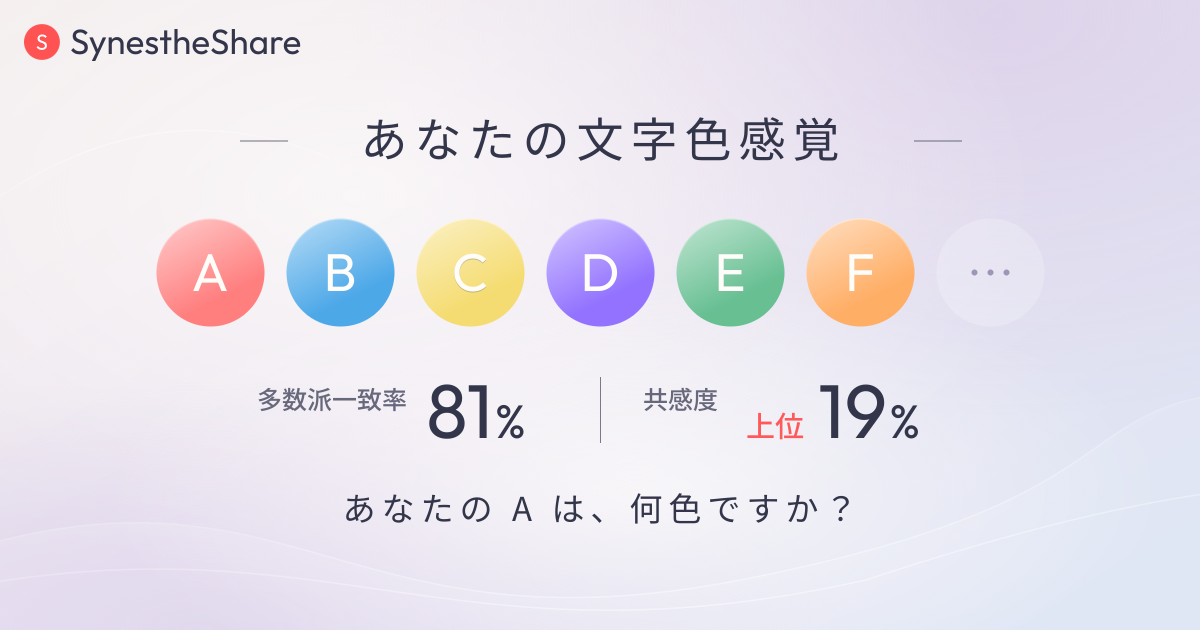 S SynestheShare
あなたの文字色感覚
A B C D E F ...
多数派一致率 81% 共感度 上位 19%
あなたの A は、何色ですか？